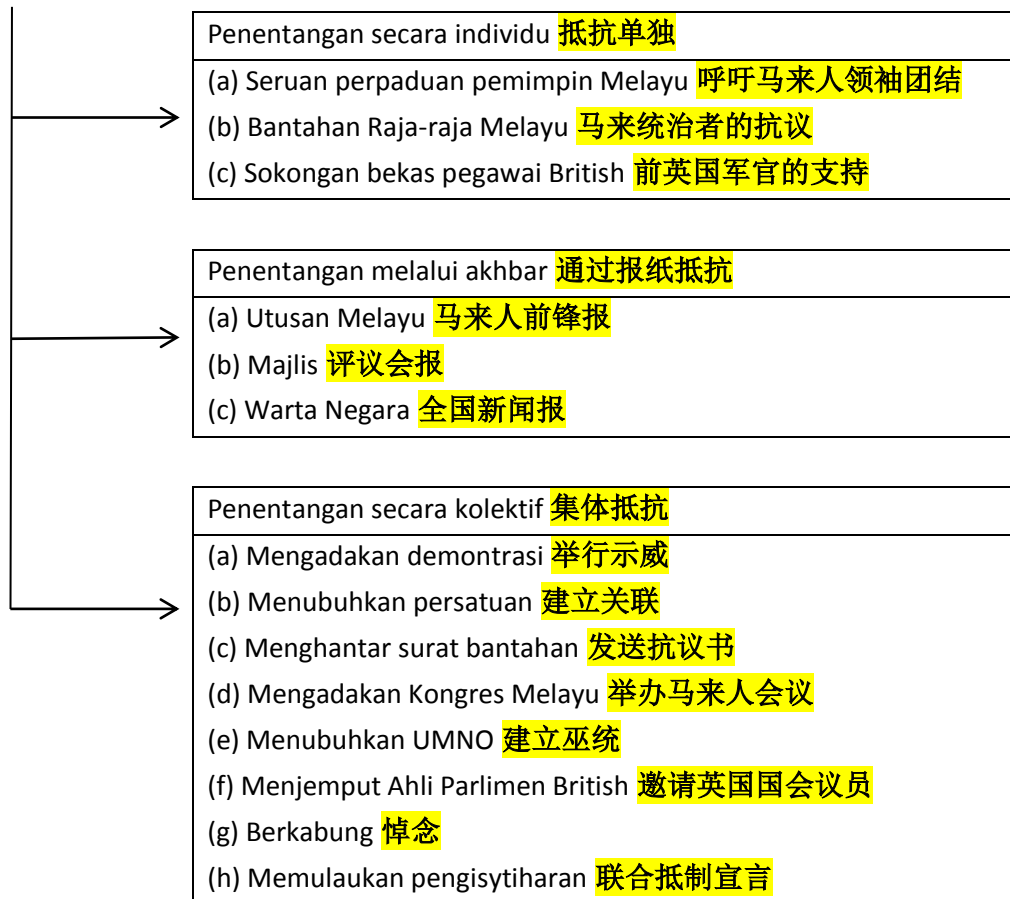 Penentangan secara individu 抵抗单独
(a) Seruan perpaduan pemimpin Melayu 呼吁马来人领袖团结
(b) Bantahan Raja-raja Melayu 马来统治者的抗议
(c) Sokongan bekas pegawai British 前英国军官的支持
Penentangan melalui akhbar 通过报纸抵抗
(a) Utusan Melayu 马来人前锋报
(b) Majlis 评议会报
(c) Warta Negara 全国新闻报
Penentangan secara kolektif 集体抵抗
(a) Mengadakan demontrasi 举行示威
(b) Menubuhkan persatuan 建立关联
(c) Menghantar surat bantahan 发送抗议书
(d) Mengadakan Kongres Melayu 举办马来人会议
(e) Menubuhkan UMNO 建立巫统
(f) Menjemput Ahli Parlimen British 邀请英国国会议员
(g) Berkabung 悼念
(h) Memulaukan pengisytiharan 联合抵制宣言